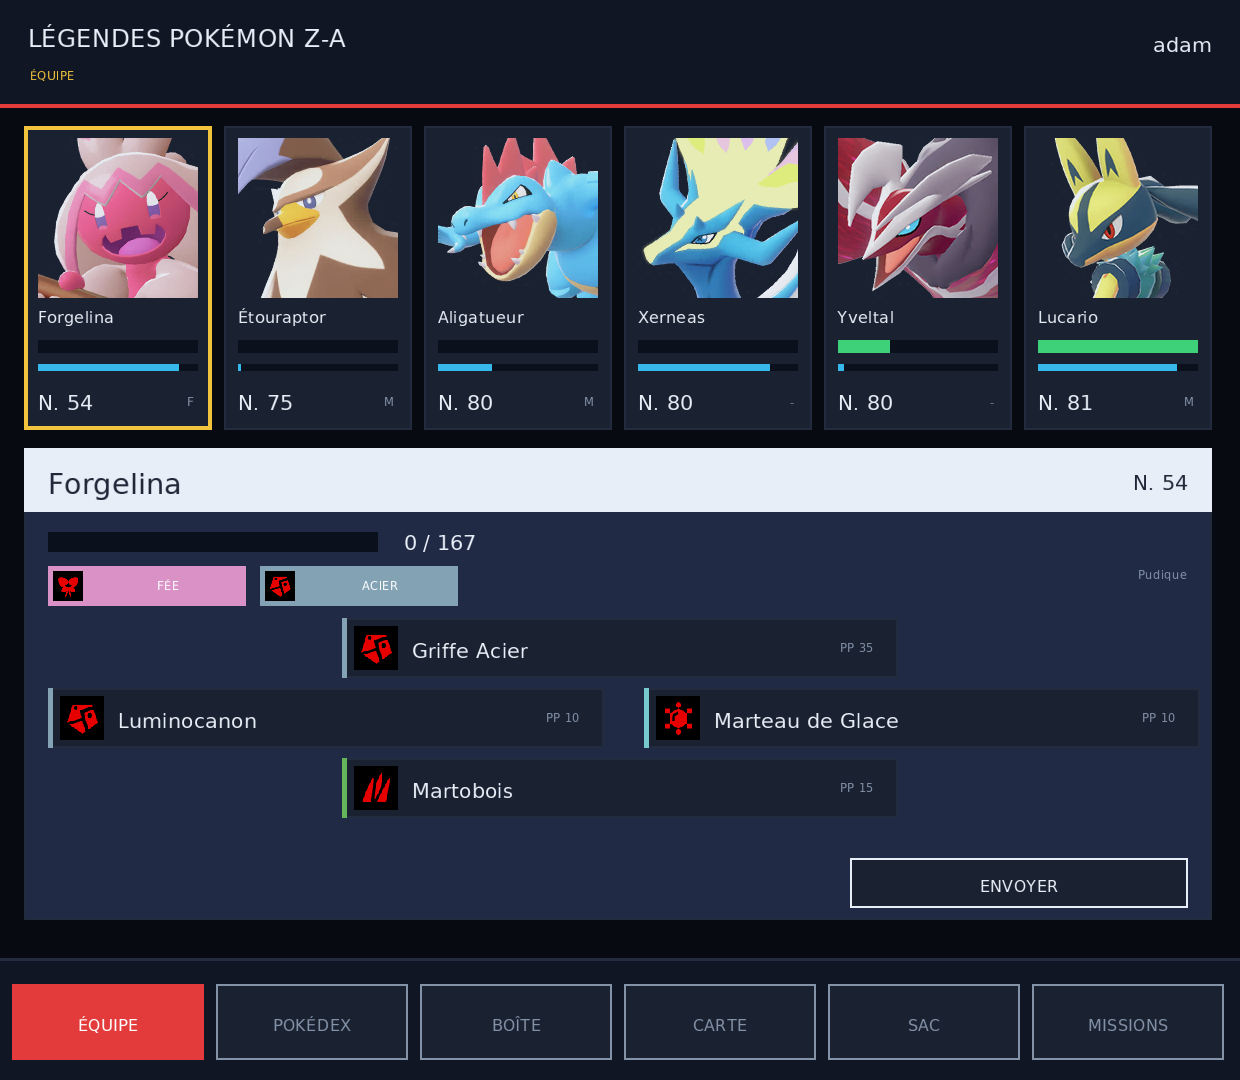 LÉGENDES POKÉMON Z-A
adam
ÉQUIPE
Forgelina
Étouraptor
Aligatueur
Xerneas
Yveltal
Lucario
N. 54 F
N. 75 M
N. 80 M
N. 80 -
N. 80 -
N. 81 M
Forgelina
N. 54
0 / 167
FÉE
ACIER
Pudique
Griffe Acier PP 35
Luminocanon PP 10
Marteau de Glace PP 10
Martobois PP 15
ENVOYER
ÉQUIPE
POKÉDEX
BOÎTE
CARTE
SAC
MISSIONS